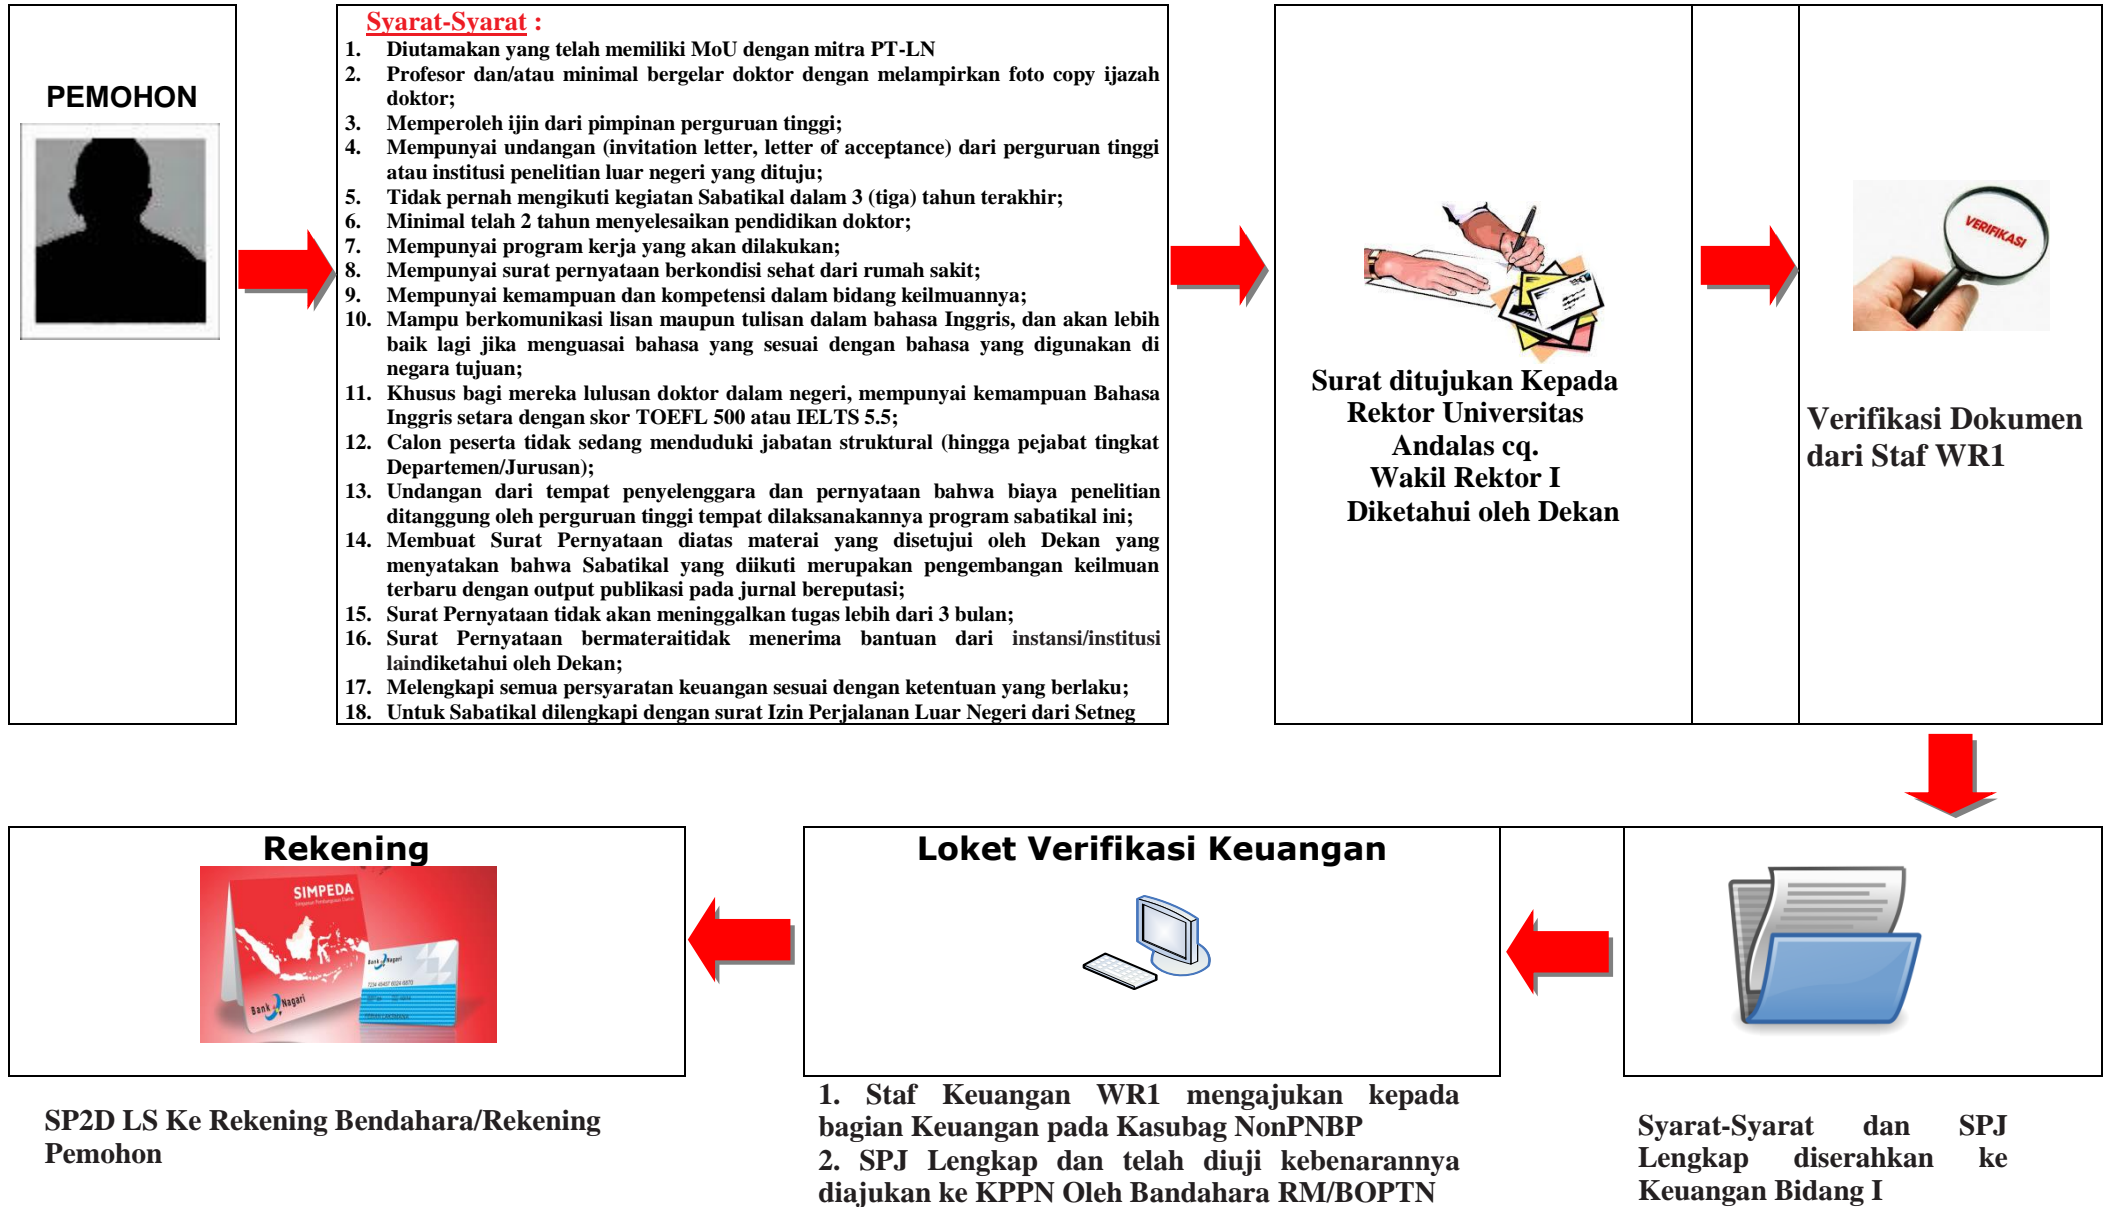 PEMOHON
Syarat-Syarat :
1. Diutamakan yang telah memiliki MoU dengan mitra PT-LN
2. Profesor dan/atau minimal bergelar doktor dengan melampirkan foto copy ijazah
doktor;
3. Memperoleh ijin dari pimpinan perguruan tinggi;
4. Mempunyai undangan (invitation letter, letter of acceptance) dari perguruan tinggi
atau institusi penelitian luar negeri yang dituju;
5. Tidak pernah mengikuti kegiatan Sabatikal dalam 3 (tiga) tahun terakhir;
6. Minimal telah 2 tahun menyelesaikan pendidikan doktor;
7. Mempunyai program kerja yang akan dilakukan;
8. Mempunyai surat pernyataan berkondisi sehat dari rumah sakit;
9. Mempunyai kemampuan dan kompetensi dalam bidang keilmuannya;
10. Mampu berkomunikasi lisan maupun tulisan dalam bahasa Inggris, dan akan lebih
baik lagi jika menguasai bahasa yang sesuai dengan bahasa yang digunakan di
negara tujuan;
11. Khusus bagi mereka lulusan doktor dalam negeri, mempunyai kemampuan Bahasa
Inggris setara dengan skor TOEFL 500 atau IELTS 5.5;
12. Calon peserta tidak sedang menduduki jabatan struktural (hingga pejabat tingkat
Departemen/Jurusan);
13. Undangan dari tempat penyelenggara dan pernyataan bahwa biaya penelitian
ditanggung oleh perguruan tinggi tempat dilaksanakannya program sabatikal ini;
14. Membuat Surat Pernyataan diatas materai yang disetujui oleh Dekan yang
menyatakan bahwa Sabatikal yang diikuti merupakan pengembangan keilmuan
terbaru dengan output publikasi pada jurnal bereputasi;
15. Surat Pernyataan tidak akan meninggalkan tugas lebih dari 3 bulan;
16. Surat Pernyataan bermateraitidak menerima bantuan dari instansi/institusi
laindiketahui oleh Dekan;
17. Melengkapi semua persyaratan keuangan sesuai dengan ketentuan yang berlaku;
18. Untuk Sabatikal dilengkapi dengan surat Izin Perjalanan Luar Negeri dari Setneg
Surat ditujukan Kepada
Rektor Universitas
Andalas cq.
Wakil Rektor I
Diketahui oleh Dekan
VERIFIKASI
Verifikasi Dokumen
dari Staf WR1
Rekening
SIMPEDA
Bank Nagari
Bank Nagari
SP2D LS Ke Rekening Bendahara/Rekening
Pemohon
Loket Verifikasi Keuangan
1. Staf Keuangan WR1 mengajukan kepada
bagian Keuangan pada Kasubag NonPNBP
2. SPJ Lengkap dan telah diuji kebenarannya
diajukan ke KPPN Oleh Bandahara RM/BOPTN
Syarat-Syarat dan SPJ
Lengkap diserahkan ke
Keuangan Bidang I